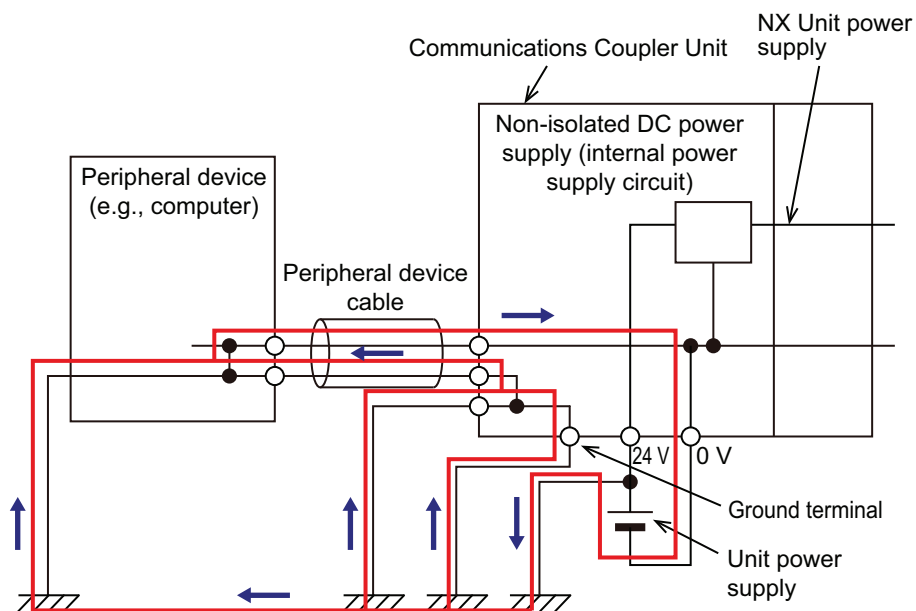 NX Unit power
supply
Communications Coupler Unit
Non-isolated DC power
supply (internal power
supply circuit)
Peripheral device
(e.g., computer)
Peripheral device
cable
24 V
0 V
Ground terminal
Unit power
supply